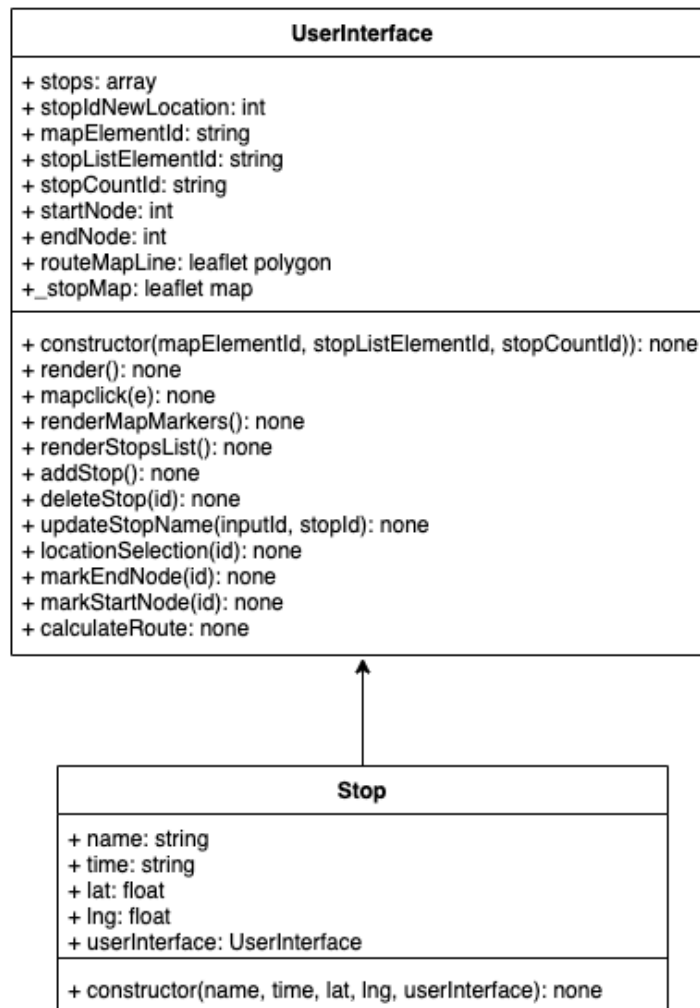 UserInterface
+ stops: array
+ stopIdNewLocation: int
+ mapElementId: string
+ stopListElementId: string
+ stopCountId: string
+ startNode: int
+ endNode: int
+ routeMapLine: leaflet polygon
+_stopMap: leaflet map
+ constructor(mapElementId, stopListElementId, stopCountId)): none
+ render(): none
+ mapclick(e): none
+ renderMapMarkers(): none
+ renderStopsList(): none
+ addStop(): none
+ deleteStop(id): none
+ updateStopName(inputId, stopId): none
+ locationSelection(id): none
+ markEndNode(id): none
+ markStartNode(id): none
+ calculateRoute: none
Stop
+ name: string
+ time: string
+ lat: float
+ lng: float
+ userInterface: UserInterface
+ constructor(name, time, lat, lng, userInterface): none